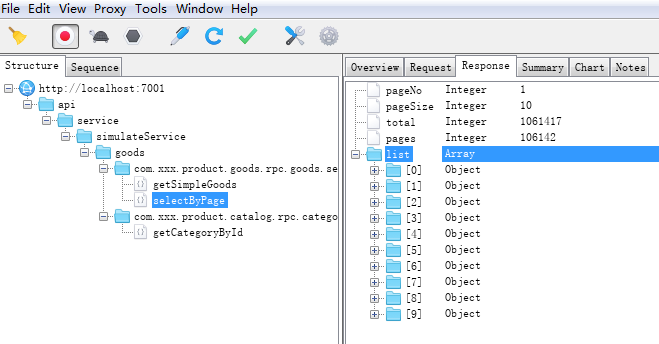 File Edit View Proxy Tools Window Help
Structure Sequence
http://localhost:7001
api
service
simulateService
goods
com.xxx.product.goods.rpc.goods.se
getSimpleGoods
selectByPage
com.xxx.product.catalog.rpc.catego
getCategoryById
Overview Request Response Summary Chart Notes
pageNo Integer 1
pageSize Integer 10
total Integer 1061417
pages Integer 106142
list Array
[0] Object
[1] Object
[2] Object
[3] Object
[4] Object
[5] Object
[6] Object
[7] Object
[8] Object
[9] Object